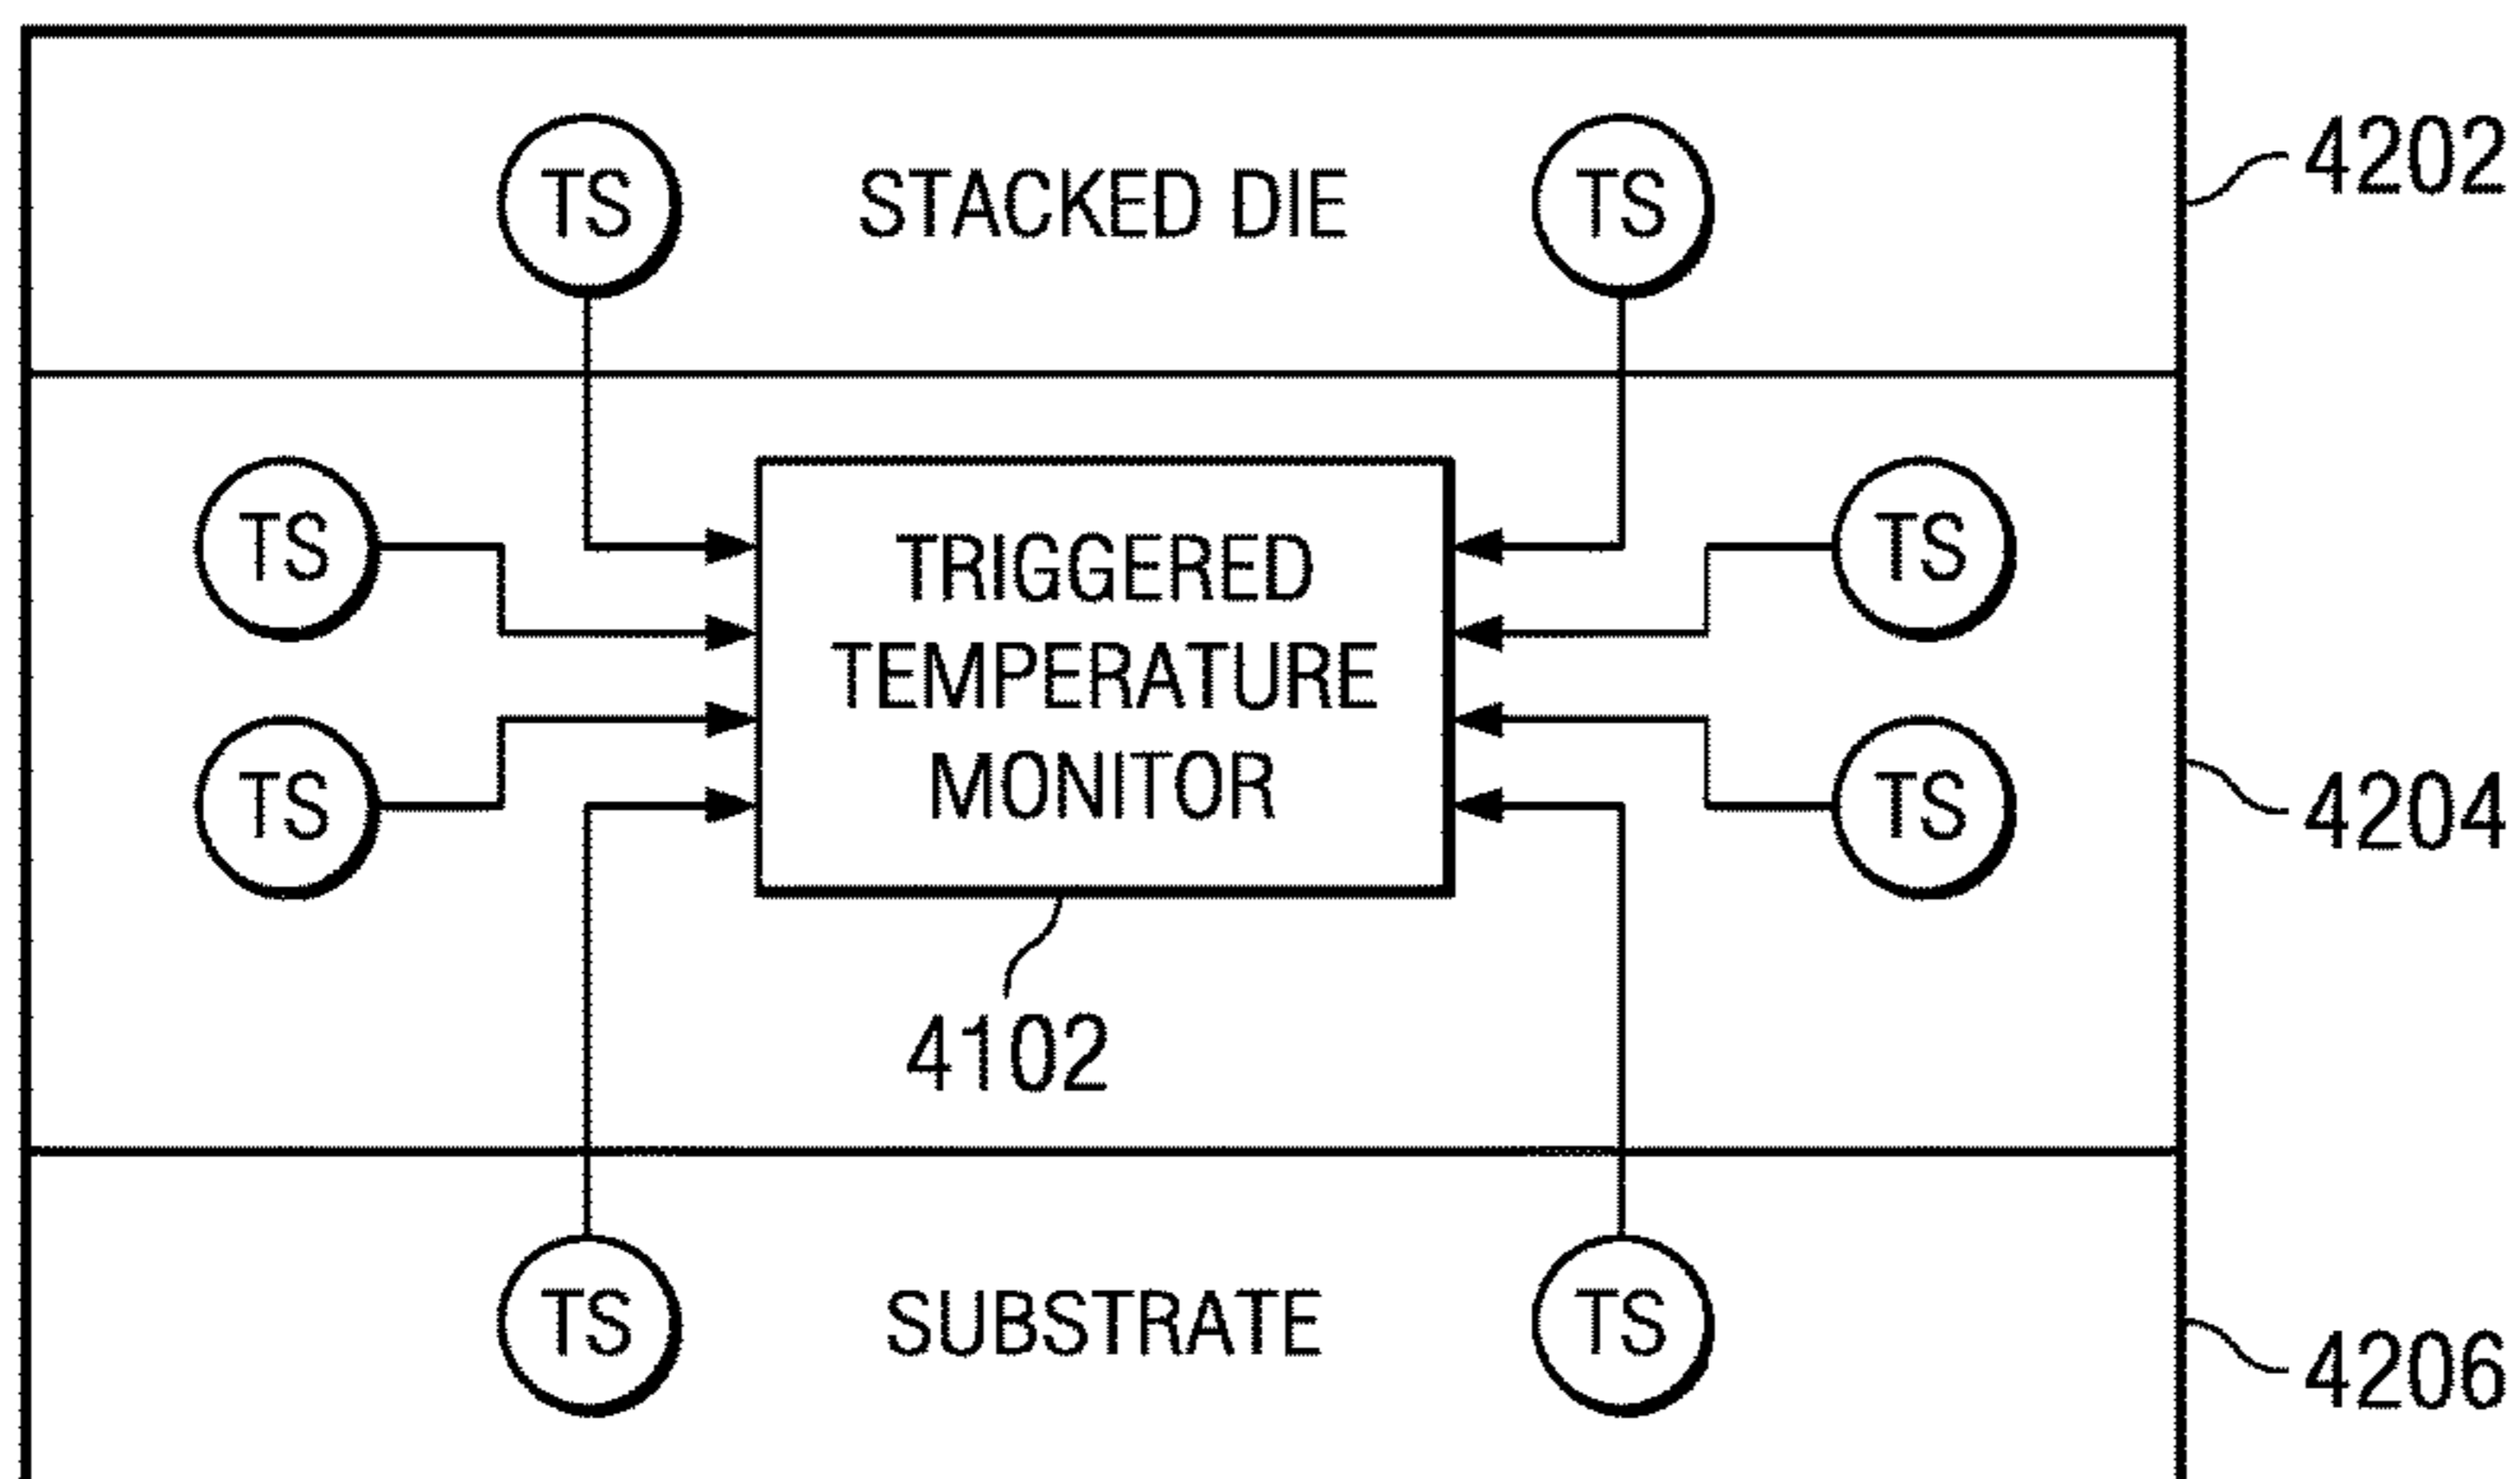 TS STACKED DIE TS
4202
TS TRIGGERED TS
TEMPERATURE
TS MONITOR TS
4204
4102
TS SUBSTRATE TS
4206